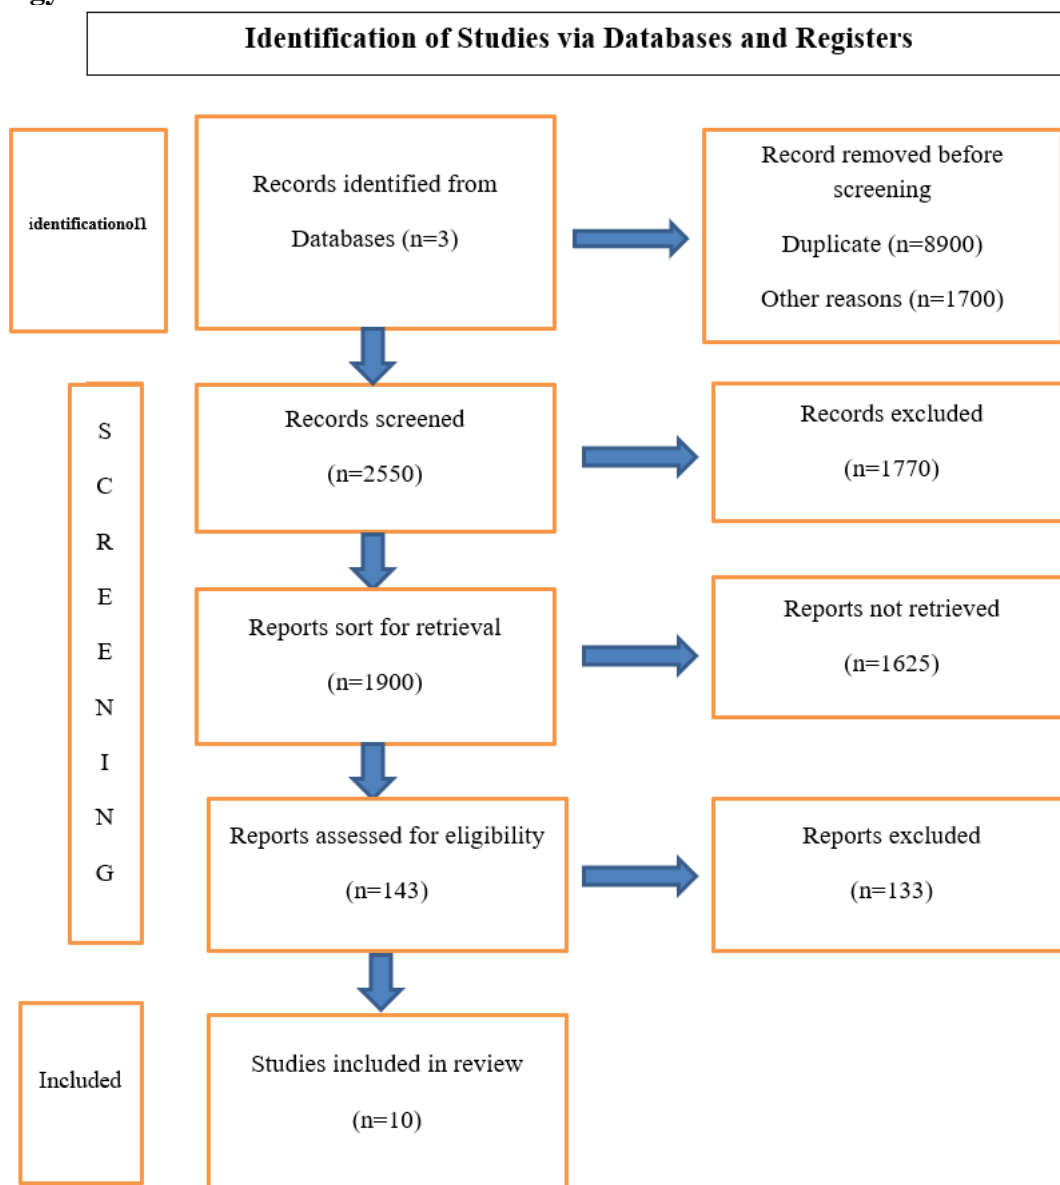 gy
Identification of Studies via Databases and Registers
identificationon
Records identified from
Databases (n=3)
Record removed before
screening
Duplicate (n=8900)
Other reasons (n=1700)
S
C
R
E
E
N
I
N
G
Records screened
(n=2550)
Records excluded
(n=1770)
Reports sort for retrieval
(n=1900)
Reports not retrieved
(n=1625)
Reports assessed for eligibility
(n=143)
Reports excluded
(n=133)
Included
Studies included in review
(n=10)